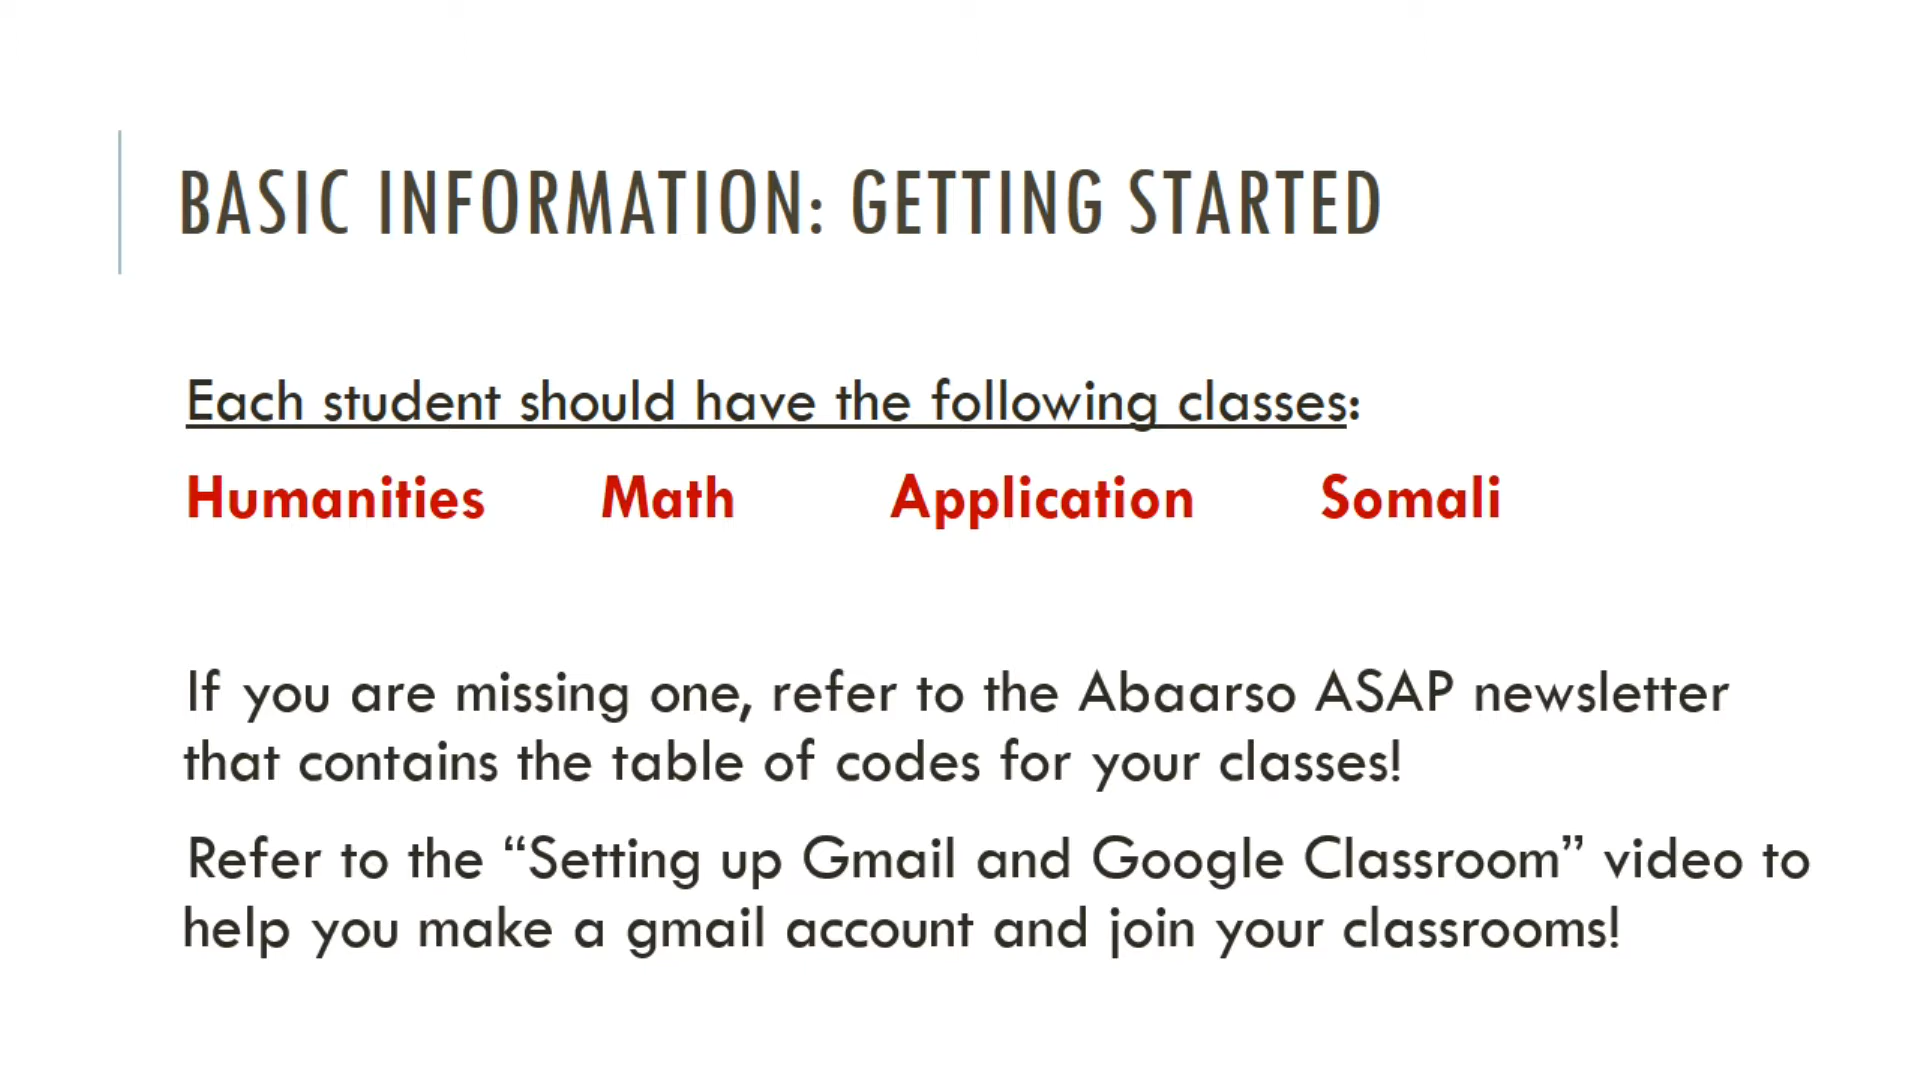 BASIC INFORMATION: GETTING STARTED
Each student should have the following classes:
Humanities Math Application Somali
If you are missing one, refer to the Abaarso ASAP newsletter
that contains the table of codes for your classes!
Refer to the “Setting up Gmail and Google Classroom” video to
help you make a gmail account and join your classrooms!